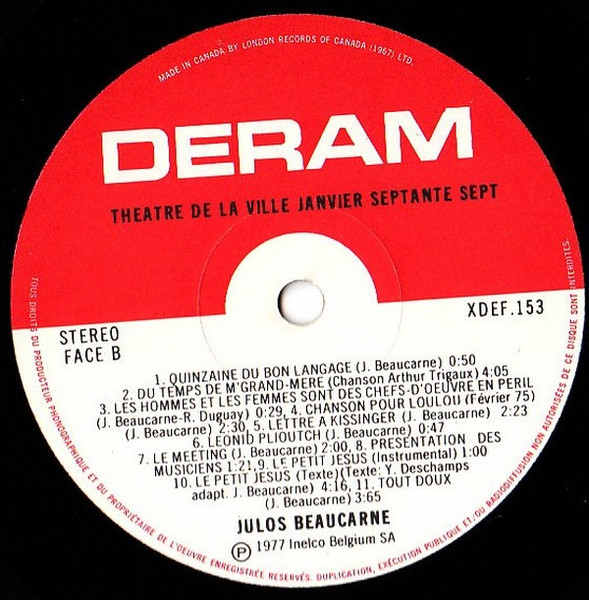 MADE IN CANADA BY LONDON RECORDS OF CANADA (1967) LTD.
DERAM
THEATRE DE LA VILLE JANVIER SEPTANTE SEPT
XDEF.153
STEREO
FACE B
1. QUINZAINE DU BON LANGAGE (J. Beaucarne) 0:50
2. DU TEMPS DE M'GRAND-MERE (Chanson Arthur Trigaux) 4:05
3. LES HOMMES ET LES FEMMES SONT DES CHEFS-D'OEUVRE EN PERIL
(J. Beaucarne-R. Duguay) 0:29, 4. CHANSON POUR LOULOU (Février 75)
(J. Beaucarne) 2:30, 5. LETTRE A KISSINGER (J. Beaucarne) 2:23
6. LEONID PLIOUTCH (J. Beaucarne) 0:47
7. LE MEETING (J. Beaucarne) 2:00, 8. PRESENTATION DES
MUSICIENS 1:21, 9. LE PETIT JESUS (Instrumental) 1:00
10. LE PETIT JESUS (Texte) (Texte: Y. Deschamps
adapt. J. Beaucarne) 4:16, 11. TOUT DOUX
(J. Beaucarne) 3:65
JULOS BEAUCARNE
Ⓟ 1977 Inelco Belgium SA
TOUS DROITS DU PRODUCTEUR PHONOGRAPHIQUE ET DU PROPRIÉTAIRE DE L'OEUVRE ENREGISTRÉE RESERVÉS. DUPLICATION, EXÉCUTION PUBLIQUE ET/OU RADIODIFFUSION NON AUTORISÉES DE CE DISQUE SONT INTERDITES.